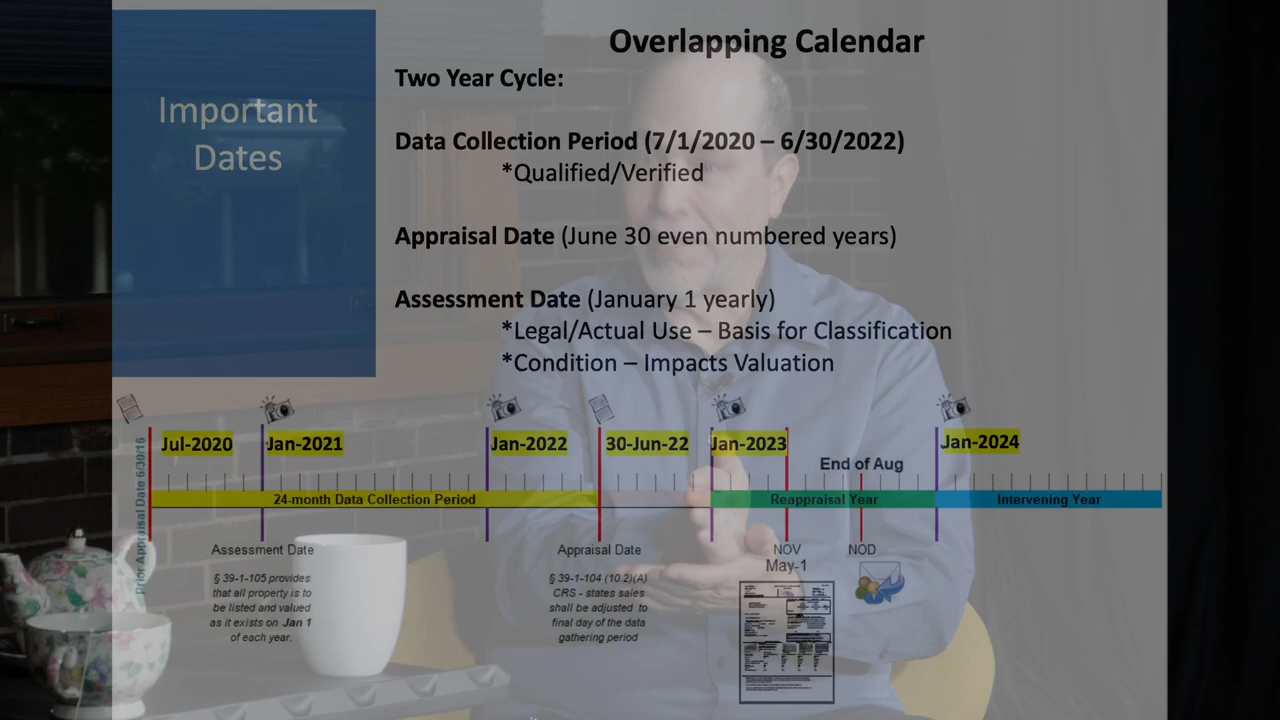 Important
Dates
Overlapping Calendar
Two Year Cycle:
Data Collection Period (7/1/2020 – 6/30/2022)
*Qualified/Verified
Appraisal Date (June 30 even numbered years)
Assessment Date (January 1 yearly)
*Legal/Actual Use – Basis for Classification
*Condition – Impacts Valuation
Prior Appraisal Date 6/30/16
Jul-2020
Jan-2021
Jan-2022
30-Jun-22
Jan-2023
End of Aug
Jan-2024
24-month Data Collection Period
Reappraisal Year
Intervening Year
Assessment Date
§ 39-1-105 provides
that all property is to
be listed and valued
as it exists on Jan 1
of each year.
Appraisal Date
§ 39-1-104 (10.2)(A)
CRS - states sales
shall be adjusted to
final day of the data
gathering period
NOV
May-1
NOD